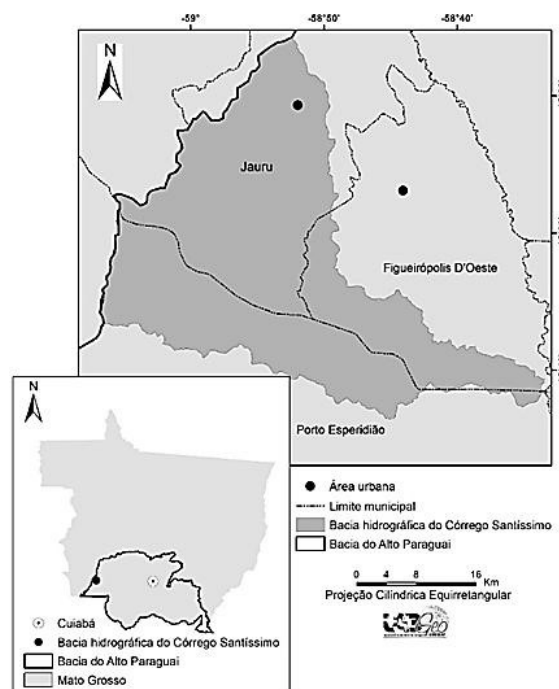 -59°
-58°50'
-58°40'
N
Jauru
Figueirópolis D'Oeste
Porto Esperidião
N
Cuiabá
Bacia hidrográfica do Córrego Santíssimo
Bacia do Alto Paraguai
Mato Grosso
Área urbana
Limite municipal
Bacia hidrográfica do Córrego Santíssimo
Bacia do Alto Paraguai
0 4 8 16
Km
Projeção Cilíndrica Equirretangular
Geo